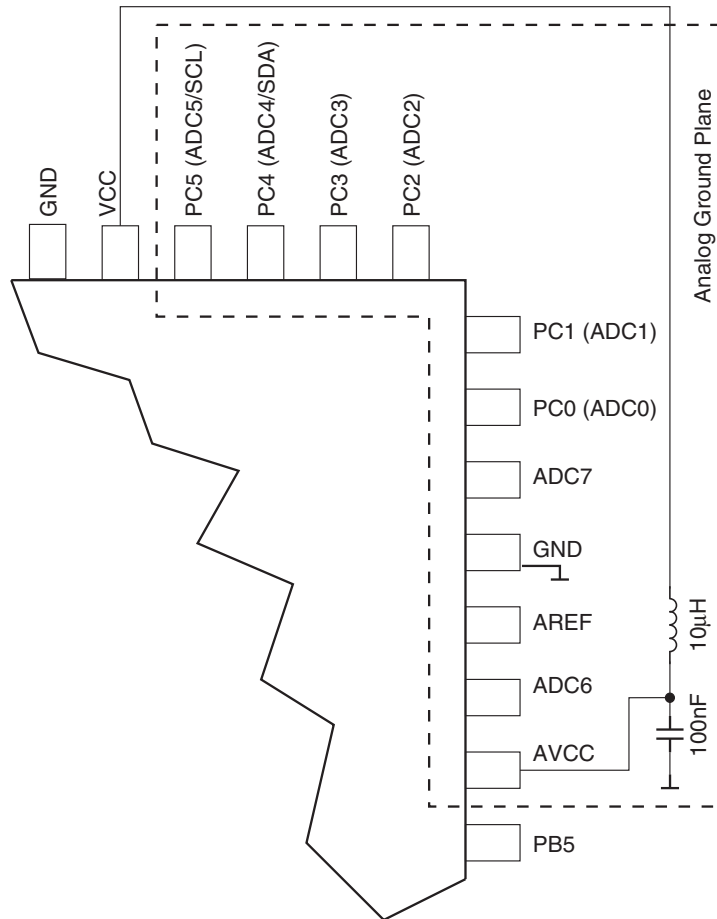 GND
VCC
PC5 (ADC5/SCL)
PC4 (ADC4/SDA)
PC3 (ADC3)
PC2 (ADC2)
Analog Ground Plane
PC1 (ADC1)
PC0 (ADC0)
ADC7
GND
AREF
ADC6
AVCC
PB5
10μH
100nF